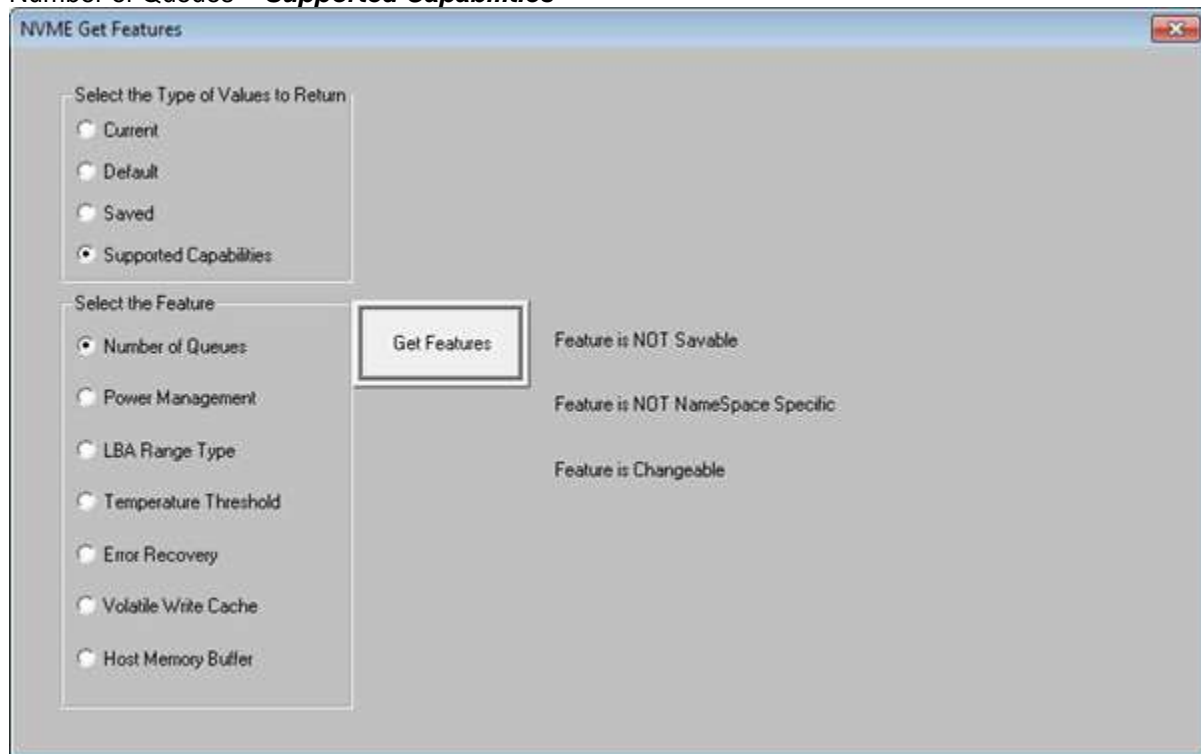 Number of Queues – Supported Capabilities
NVME Get Features
Select the Type of Values to Return
Current
Default
Saved
Supported Capabilities
Select the Feature
Number of Queues
Power Management
LBA Range Type
Temperature Threshold
Error Recovery
Volatile Write Cache
Host Memory Buffer
Get Features
Feature is NOT Savable
Feature is NOT NameSpace Specific
Feature is Changeable